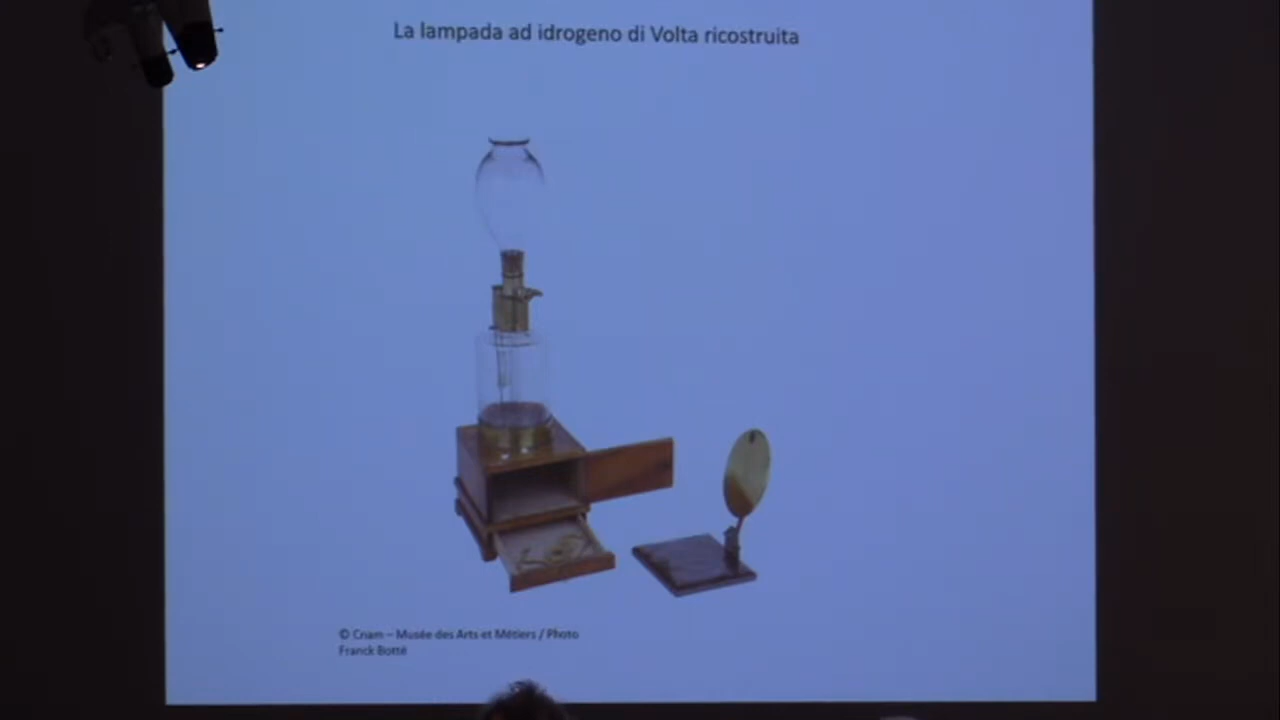 La lampada ad idrogeno di Volta ricostruita
© Cnam – Musée des Arts et Métiers / Photo
Franck Botté